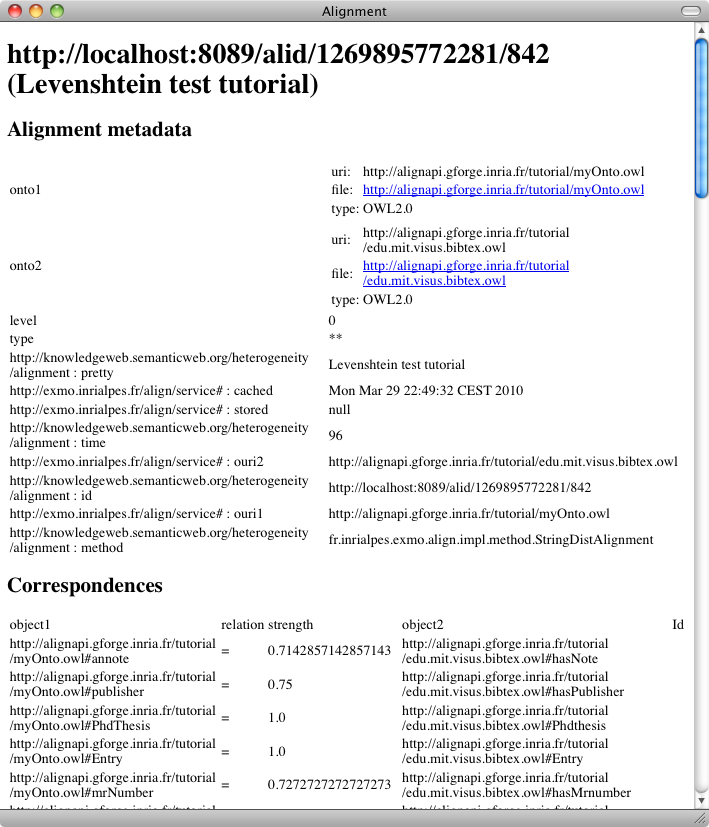 Alignment
http://localhost:8089/alid/1269895772281/842
(Levenshtein test tutorial)
Alignment metadata
onto1
uri: http://alignapi.gforge.inria.fr/tutorial/myOnto.owl
file: http://alignapi.gforge.inria.fr/tutorial/myOnto.owl
type: OWL2.0
onto2
uri: http://alignapi.gforge.inria.fr/tutorial
/edu.mit.visus.bibtex.owl
file: http://alignapi.gforge.inria.fr/tutorial
/edu.mit.visus.bibtex.owl
type: OWL2.0
level 0
type **
http://knowledgeweb.semanticweb.org/heterogeneity
/alignment : pretty
Levenshtein test tutorial
http://exmo.inrialpes.fr/align/service# : cached Mon Mar 29 22:49:32 CEST 2010
http://exmo.inrialpes.fr/align/service# : stored null
http://knowledgeweb.semanticweb.org/heterogeneity
/alignment : time
96
http://exmo.inrialpes.fr/align/service# : ouri2 http://alignapi.gforge.inria.fr/tutorial/edu.mit.visus.bibtex.owl
http://knowledgeweb.semanticweb.org/heterogeneity
/alignment : id
http://localhost:8089/alid/1269895772281/842
http://exmo.inrialpes.fr/align/service# : ouri1 http://alignapi.gforge.inria.fr/tutorial/myOnto.owl
http://knowledgeweb.semanticweb.org/heterogeneity
/alignment : method
fr.inrialpes.exmo.align.impl.method.StringDistAlignment
Correspondences
object1 relation strength object2 Id
http://alignapi.gforge.inria.fr/tutorial
/myOnto.owl#annote
= 0.7142857142857143
http://alignapi.gforge.inria.fr/tutorial
/edu.mit.visus.bibtex.owl#hasNote
http://alignapi.gforge.inria.fr/tutorial
/myOnto.owl#publisher
= 0.75
http://alignapi.gforge.inria.fr/tutorial
/edu.mit.visus.bibtex.owl#hasPublisher
http://alignapi.gforge.inria.fr/tutorial
/myOnto.owl#PhdThesis
= 1.0
http://alignapi.gforge.inria.fr/tutorial
/edu.mit.visus.bibtex.owl#Phdthesis
http://alignapi.gforge.inria.fr/tutorial
/myOnto.owl#Entry
= 1.0
http://alignapi.gforge.inria.fr/tutorial
/edu.mit.visus.bibtex.owl#Entry
http://alignapi.gforge.inria.fr/tutorial
/myOnto.owl#mrNumber
= 0.7272727272727273
http://alignapi.gforge.inria.fr/tutorial
/edu.mit.visus.bibtex.owl#hasMrnumber